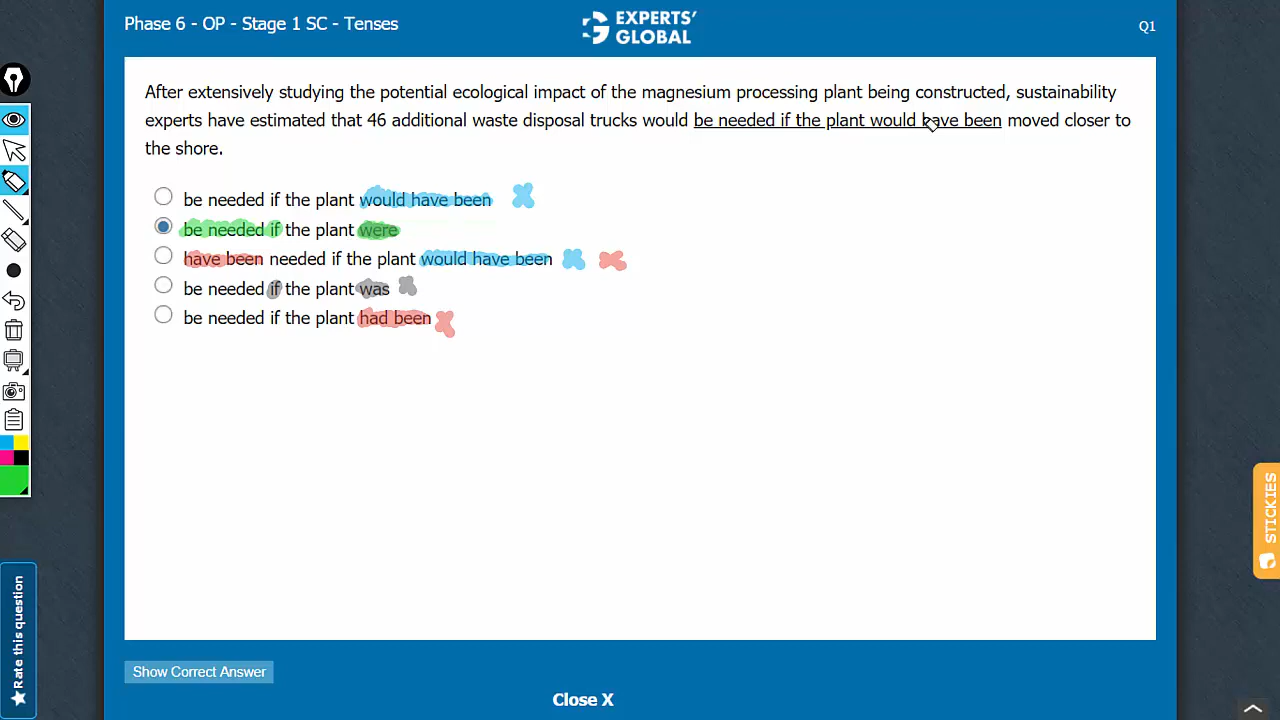 Phase 6 - OP - Stage 1 SC - Tenses
EXPERTS'
GLOBAL
Q1
After extensively studying the potential ecological impact of the magnesium processing plant being constructed, sustainability
experts have estimated that 46 additional waste disposal trucks would be needed if the plant would have been moved closer to
the shore.
be needed if the plant would have been
be needed if the plant were
have been needed if the plant would have been
be needed if the plant was
be needed if the plant had been
STICKIES
Rate this question
Show Correct Answer
Close X